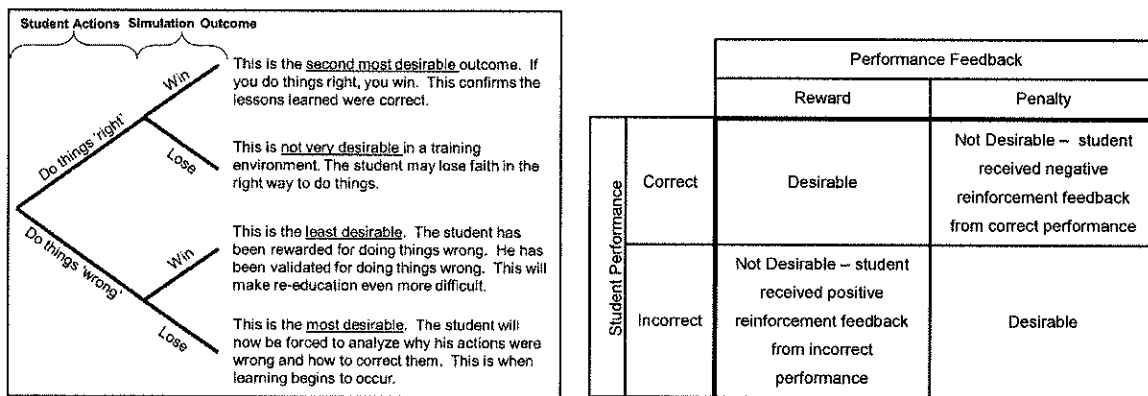 Student Actions Simulation Outcome
Win
This is the second most desirable outcome. If
you do things right, you win. This confirms the
lessons learned were correct.
Do things 'right'
Lose
This is not very desirable in a training
environment. The student may lose faith in the
right way to do things.
Do things 'wrong'
Win
This is the least desirable. The student has
been rewarded for doing things wrong. He has
been validated for doing things wrong. This will
make re-education even more difficult.
Lose
This is the most desirable. The student will
now be forced to analyze why his actions were
wrong and how to correct them. This is when
learning begins to occur.
Performance Feedback
Reward
Penalty
Student Performance
Correct
Desirable
Not Desirable – student
received negative
reinforcement feedback
from correct performance
Incorrect
Not Desirable – student
received positive
reinforcement feedback
from incorrect
performance
Desirable